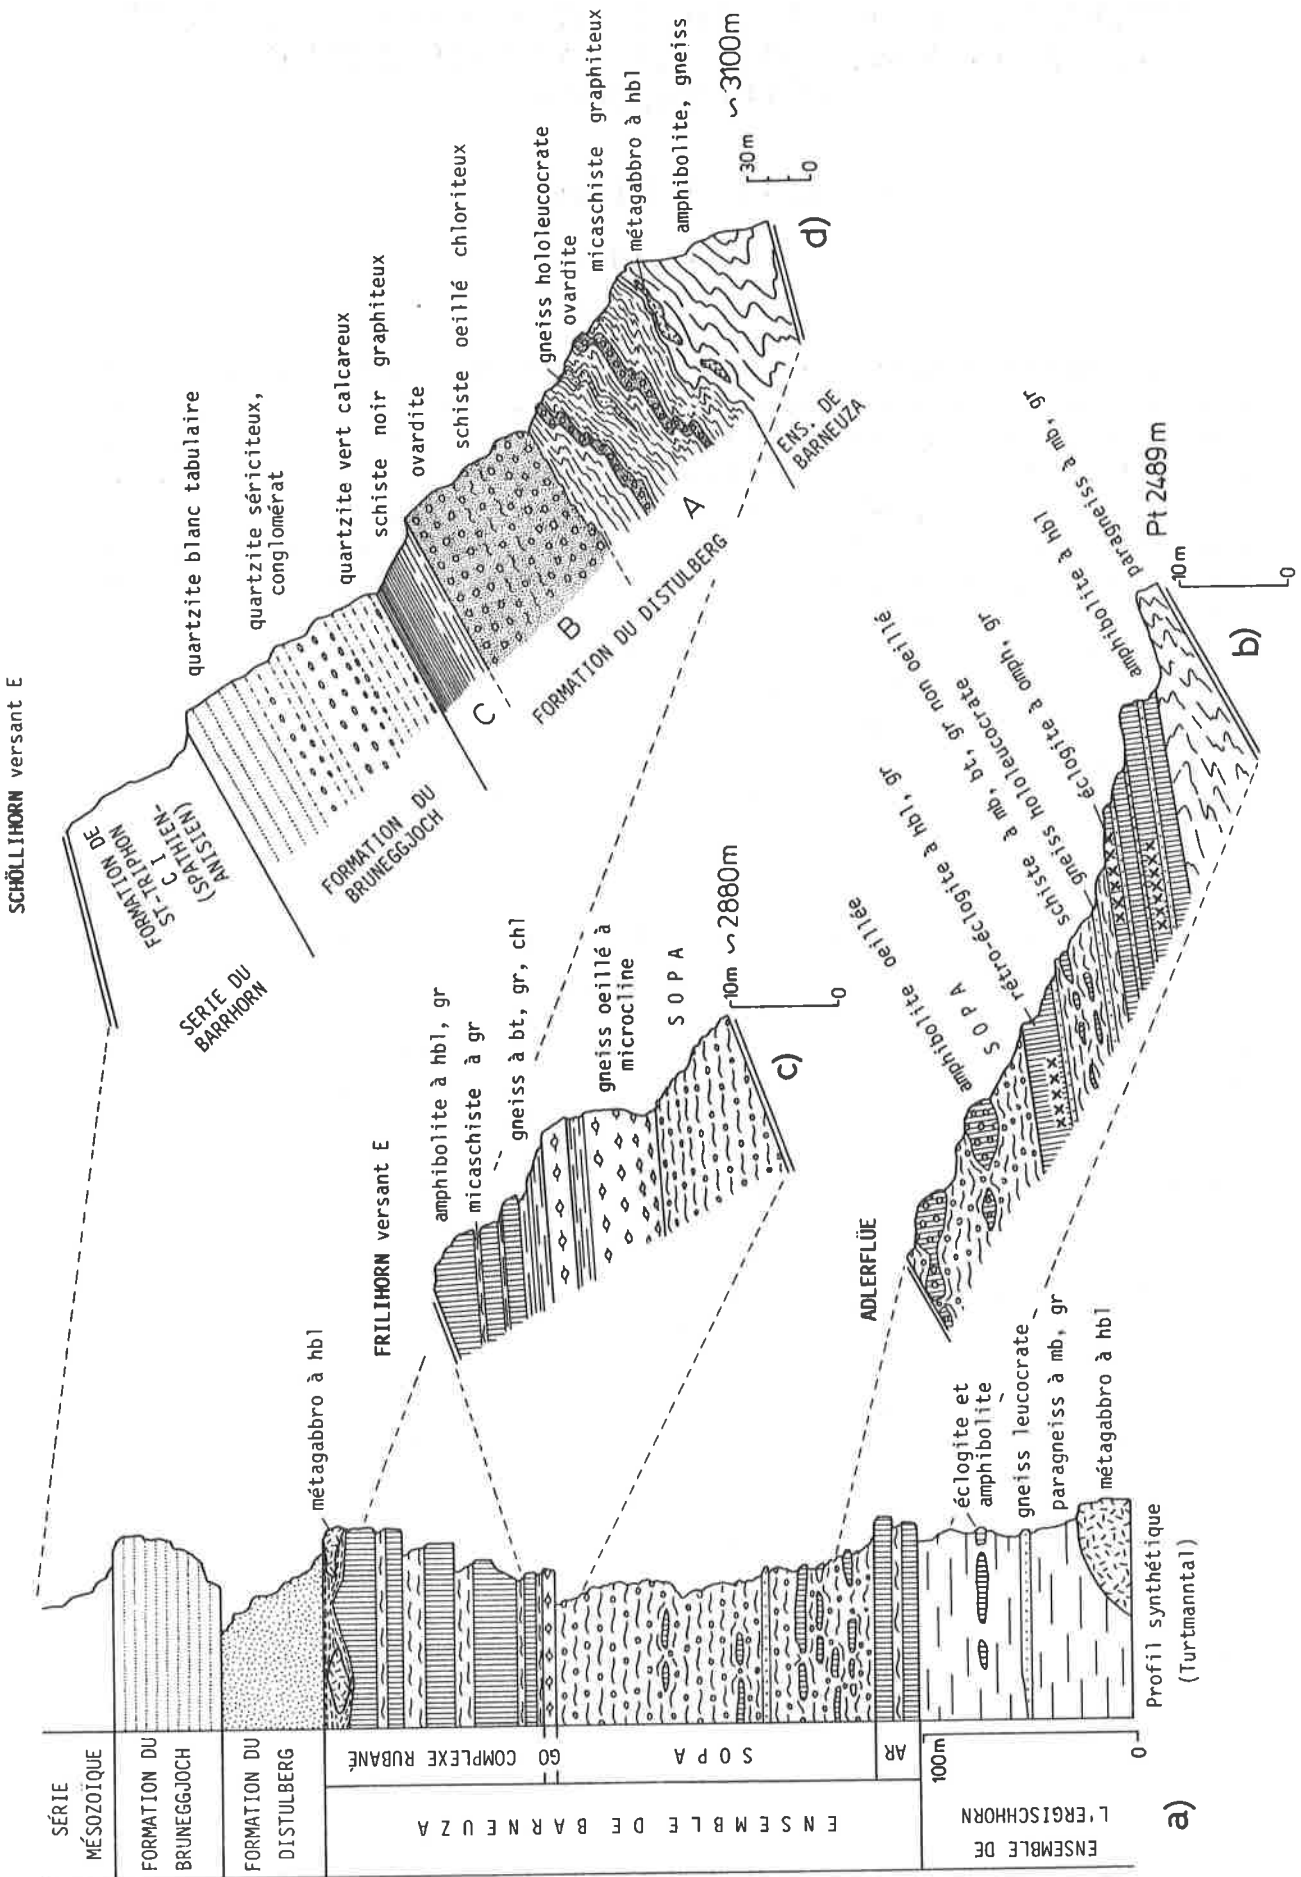 SCHÖLLIHORN versant E
quartzite blanc tabulaire
quartzite sériciteux,
conglomérat
quartzite vert calcareux
schiste noir graphiteux
ovardite
schiste oeillé chloriteux
gneiss hololeucocrate
ovardite
micaschiste graphiteux
métagabbro à hbl
amphibolite, gneiss
FORMATION DE
ST-TRIPHON
C I
(SPATHIEN-
ANISIEN)
SERIE DU
BARRHORN
FORMATION DU
BRUNEGGJOCH
C
B
A
FORMATION DU DISTULBERG
ENS. DE
BARNEUZA
30m
0
~3100m
d)
FRILIHORN versant E
amphibolite à hbl, gr
micaschiste à gr
gneiss à bt, gr, chl
gneiss oeillé à
microcline
S O P A
10m
0
~2880m
c)
ADLERFLÜE
amphibolite oeillée
S O P A
rétro-éclogite à hbl, gr
schiste à mb, bt, gr non oeillé
gneiss hololeucocrate
éclogite à omph, gr
amphibolite à hbl
paragneiss à mb, gr
Pt 2489m
10m
0
b)
SÉRIE
MÉSOZOÏQUE
FORMATION DU
BRUNEGGJOCH
FORMATION DU
DISTULBERG
COMPLEXE RUBANÉ
GO
S O P A
AR
ENSEMBLE DE BARNEUZA
ENSEMBLE DE
L'ERGISCHHORN
métagabbro à hbl
éclogite et
amphibolite
gneiss leucocrate
paragneiss à mb, gr
métagabbro à hbl
100m
0
Profil synthétique
(Turtmanntal)
a)